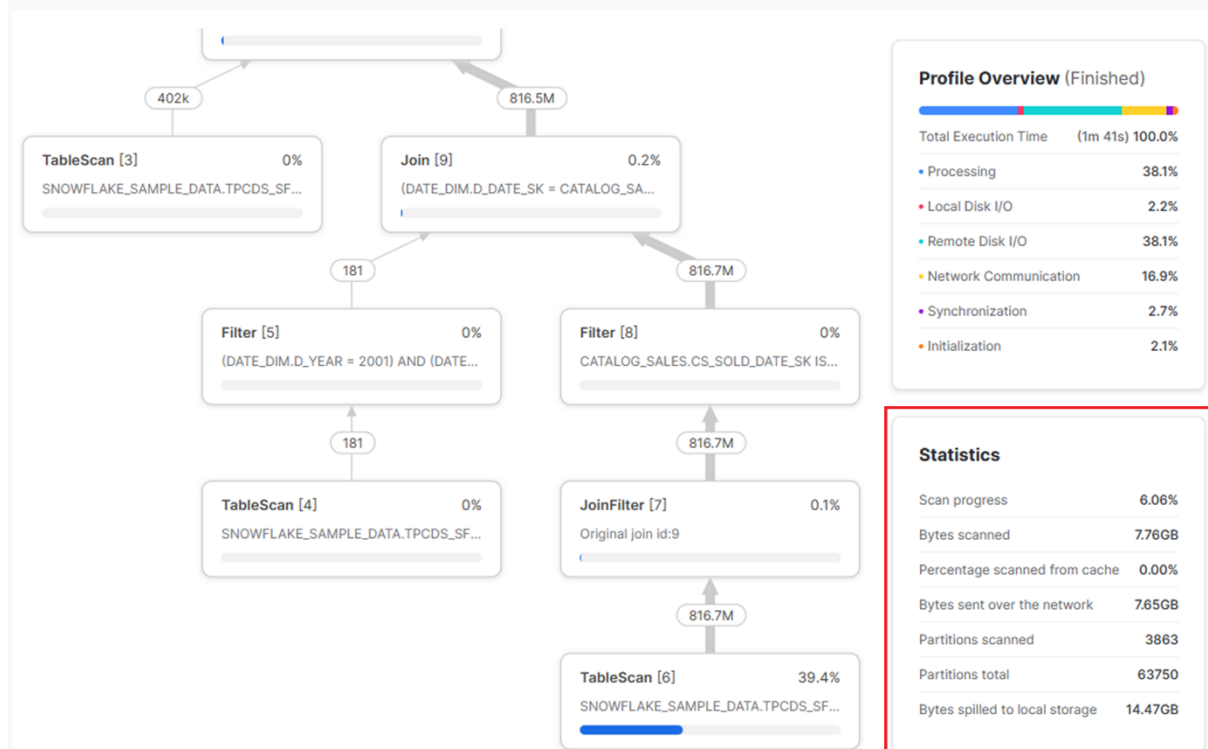 402k
816.5M
TableScan [3] 0%
SNOWFLAKE_SAMPLE_DATA.TPCDS_SF...
Join [9] 0.2%
(DATE_DIM.D_DATE_SK = CATALOG_SA...
181
816.7M
Filter [5] 0%
(DATE_DIM.D_YEAR = 2001) AND (DATE...
Filter [8] 0%
CATALOG_SALES.CS_SOLD_DATE_SK IS...
181
816.7M
TableScan [4] 0%
SNOWFLAKE_SAMPLE_DATA.TPCDS_SF...
JoinFilter [7] 0.1%
Original join id:9
816.7M
TableScan [6] 39.4%
SNOWFLAKE_SAMPLE_DATA.TPCDS_SF...
Profile Overview (Finished)
Total Execution Time (1m 41s) 100.0%
Processing 38.1%
Local Disk I/O 2.2%
Remote Disk I/O 38.1%
Network Communication 16.9%
Synchronization 2.7%
Initialization 2.1%
Statistics
Scan progress 6.06%
Bytes scanned 7.76GB
Percentage scanned from cache 0.00%
Bytes sent over the network 7.65GB
Partitions scanned 3863
Partitions total 63750
Bytes spilled to local storage 14.47GB